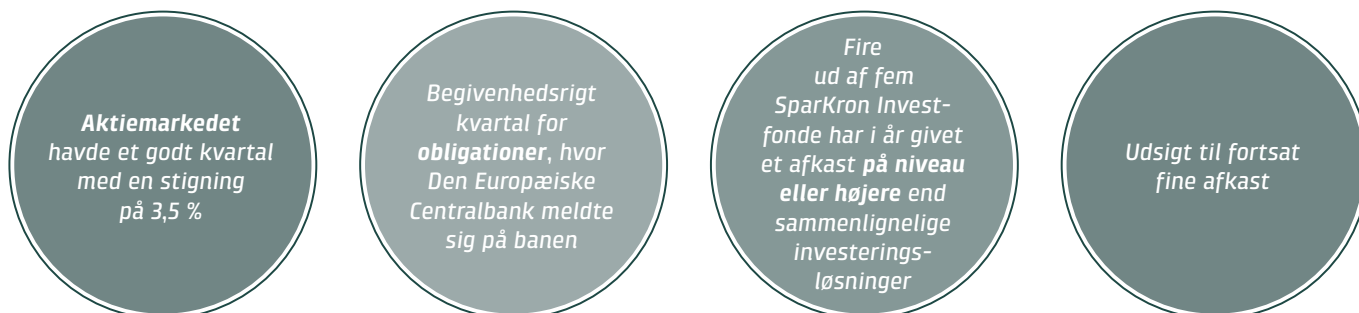 Aktiemarkedet
havde et godt kvartal
med en stigning
på 3,5 %
Begivenhedsrigt
kvartal for
obligationer, hvor
Den Europæiske
Centralbank meldte
sig på banen
Fire
ud af fem
SparKron Invest-
fonde har i år givet
et afkast på niveau
eller højere end
sammenlignelige
investerings-
løsninger
Udsigt til fortsat
fine afkast